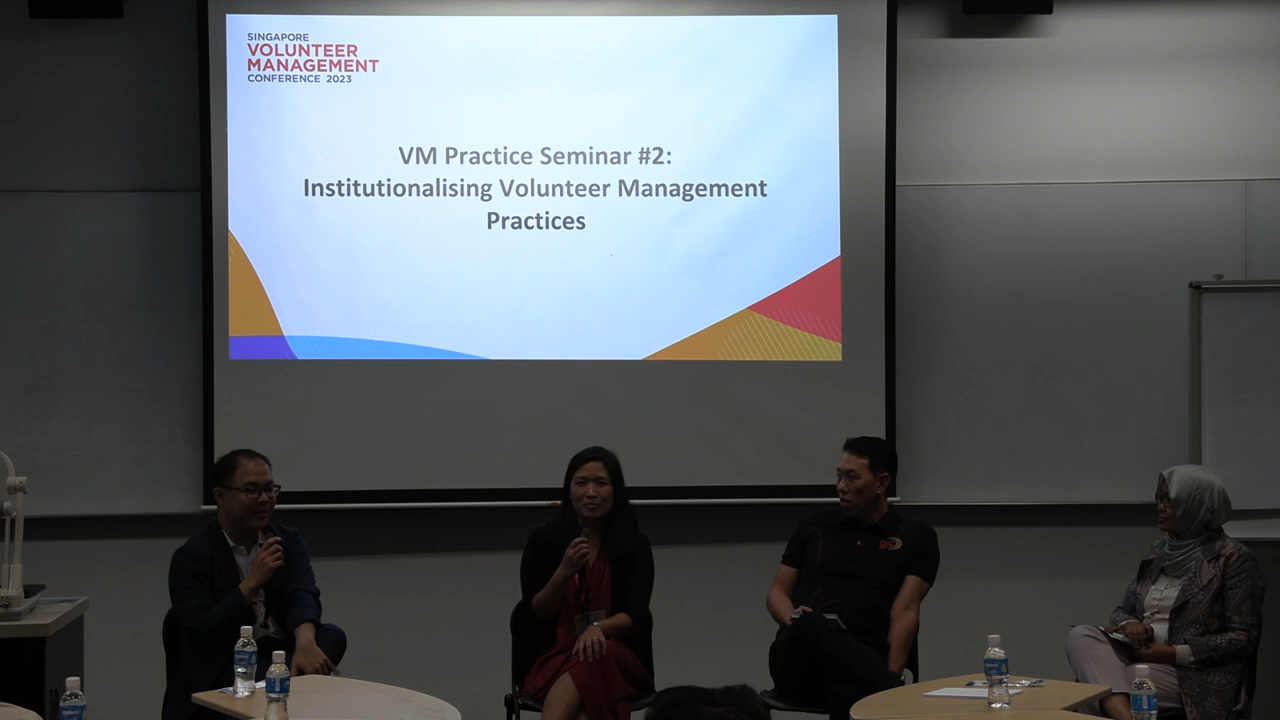 SINGAPORE
VOLUNTEER
MANAGEMENT
CONFERENCE 2023
VM Practice Seminar #2:
Institutionalising Volunteer Management
Practices